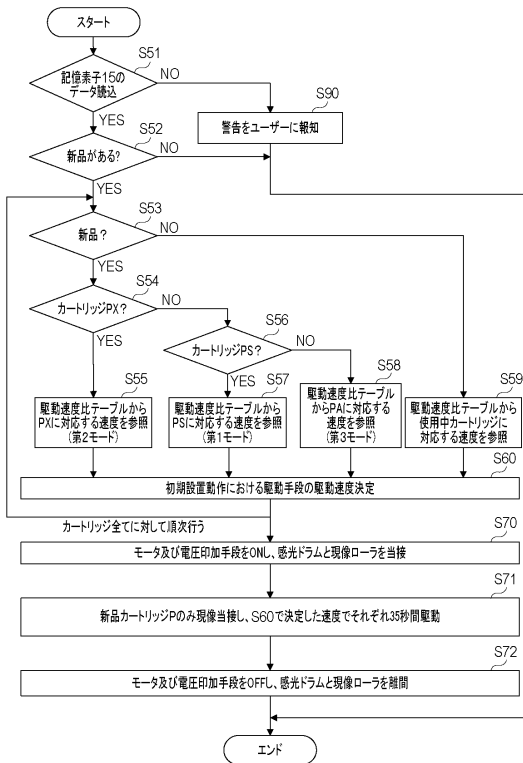 スタート
S51
記憶素子15の
データ読込
NO
YES
S90
警告をユーザーに報知
S52
新品がある?
NO
YES
S53
新品？
NO
YES
S54
カートリッジPX？
NO
YES
S56
カートリッジPS？
NO
YES
S55
駆動速度比テーブルから
PXに対応する速度を参照
(第2モード)
S57
駆動速度比テーブルから
PSに対応する速度を参照
(第1モード)
S58
駆動速度比テーブル
からPAに対応する
速度を参照
(第3モード)
S59
駆動速度比テーブルから
使用中カートリッジに
対応する速度を参照
S60
初期設置動作における駆動手段の駆動速度決定
カートリッジ全てに対して順次行う
S70
モータ及び電圧印加手段をONし、感光ドラムと現像ローラを当接
S71
新品カートリッジPのみ現像当接し、S60で決定した速度でそれぞれ35秒間駆動
S72
モータ及び電圧印加手段をOFFし、感光ドラムと現像ローラを離間
エンド